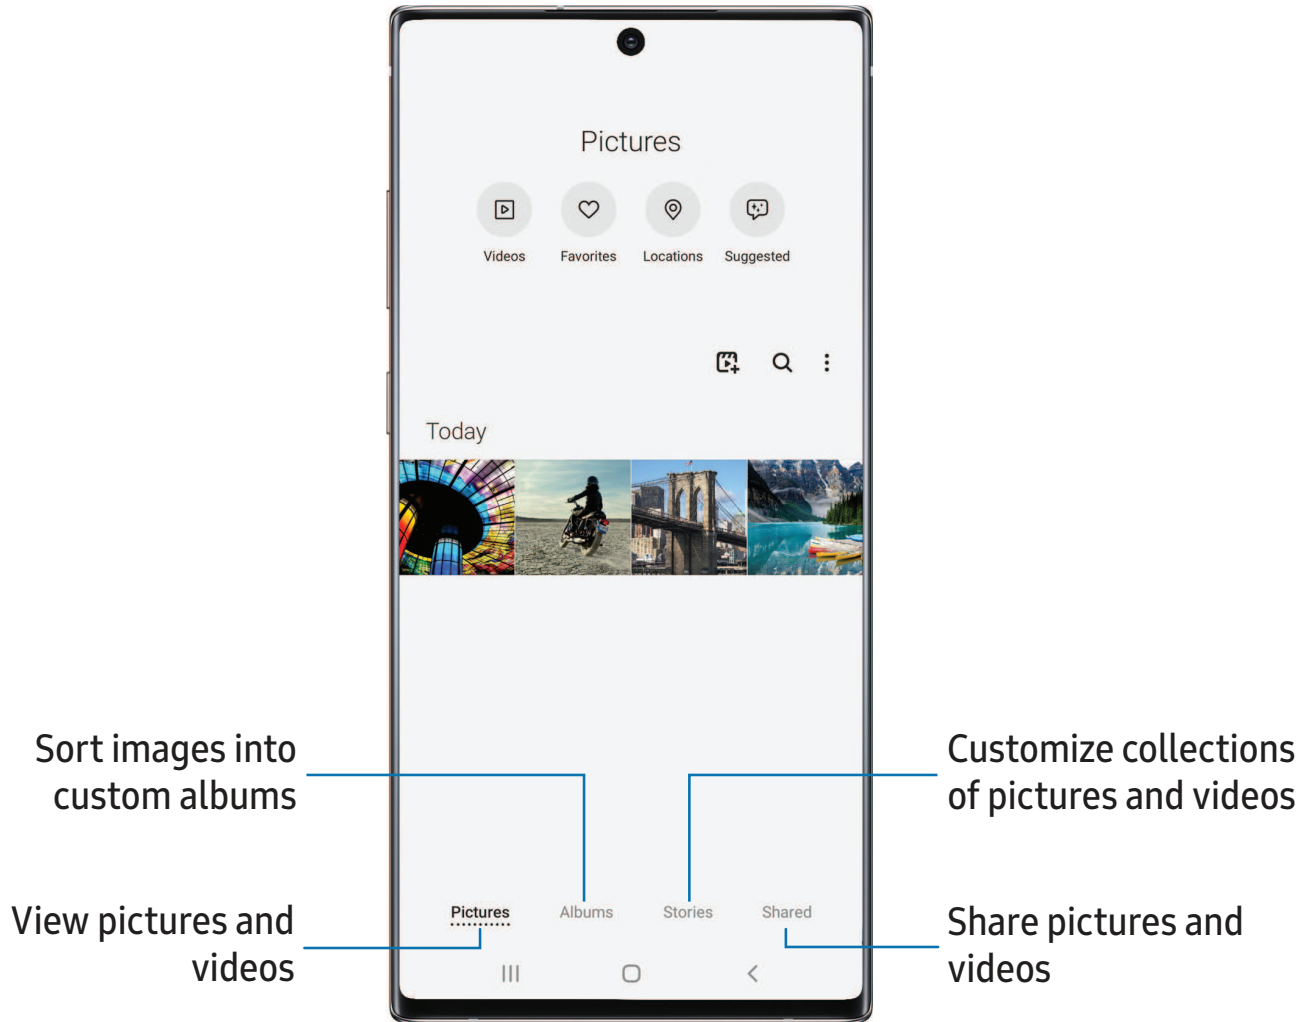 Pictures
Videos
Favorites
Locations
Suggested
Today
Sort images into
custom albums
Customize collections
of pictures and videos
View pictures and
videos
Pictures
Albums
Stories
Shared
Share pictures and
videos